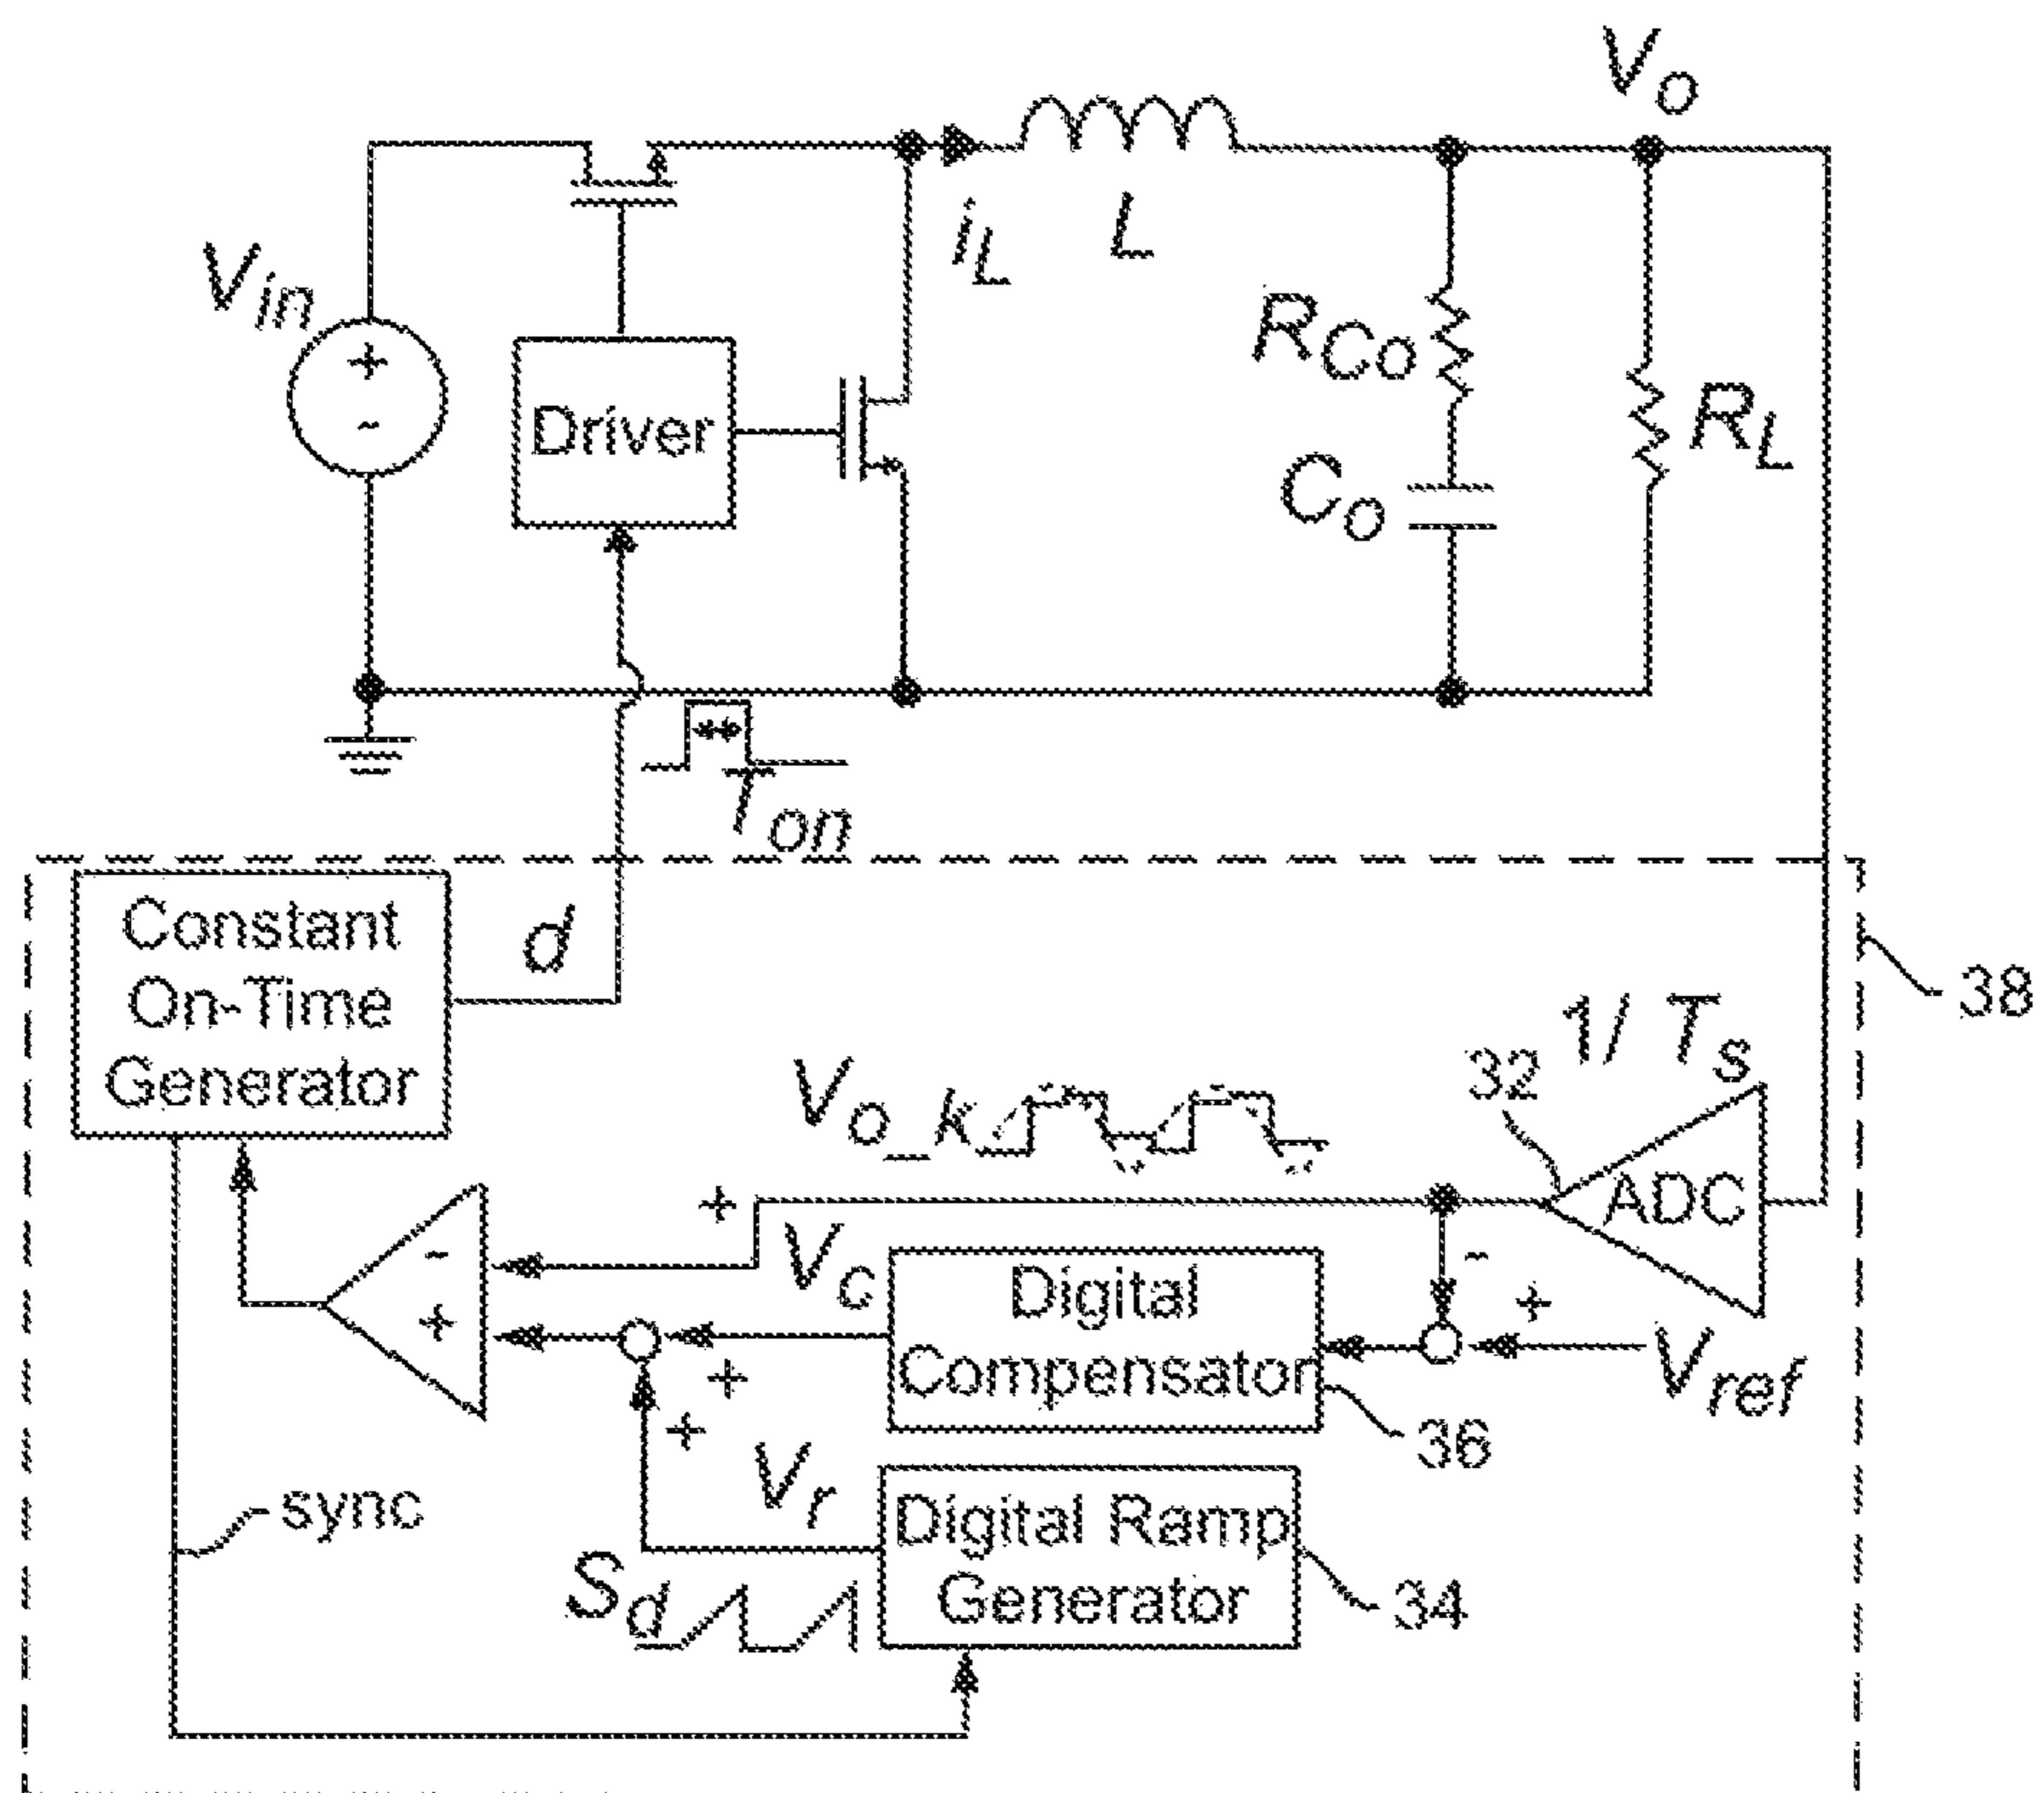 Vo
Vin
+
-
iL
L
RCo
Co
RL
Driver
Ton
Constant
On-Time
Generator
d
38
1/ Ts
32
Vo_k
ADC
+
-
+
-
+
Vc
Digital
Compensator
Vref
36
+
+
Vr
sync
Sd
Digital Ramp
Generator
34